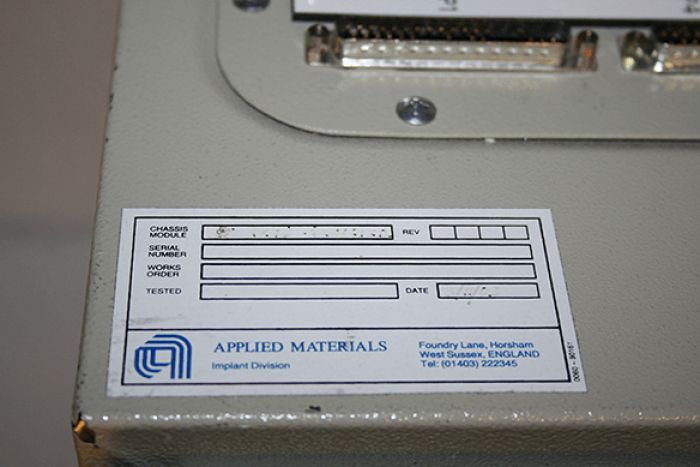 CHASSIS
MODULE
REV
SERIAL
NUMBER
WORKS
ORDER
TESTED
DATE
APPLIED MATERIALS
Implant Division
Foundry Lane, Horsham
West Sussex, ENGLAND
Tel: (01403) 222345